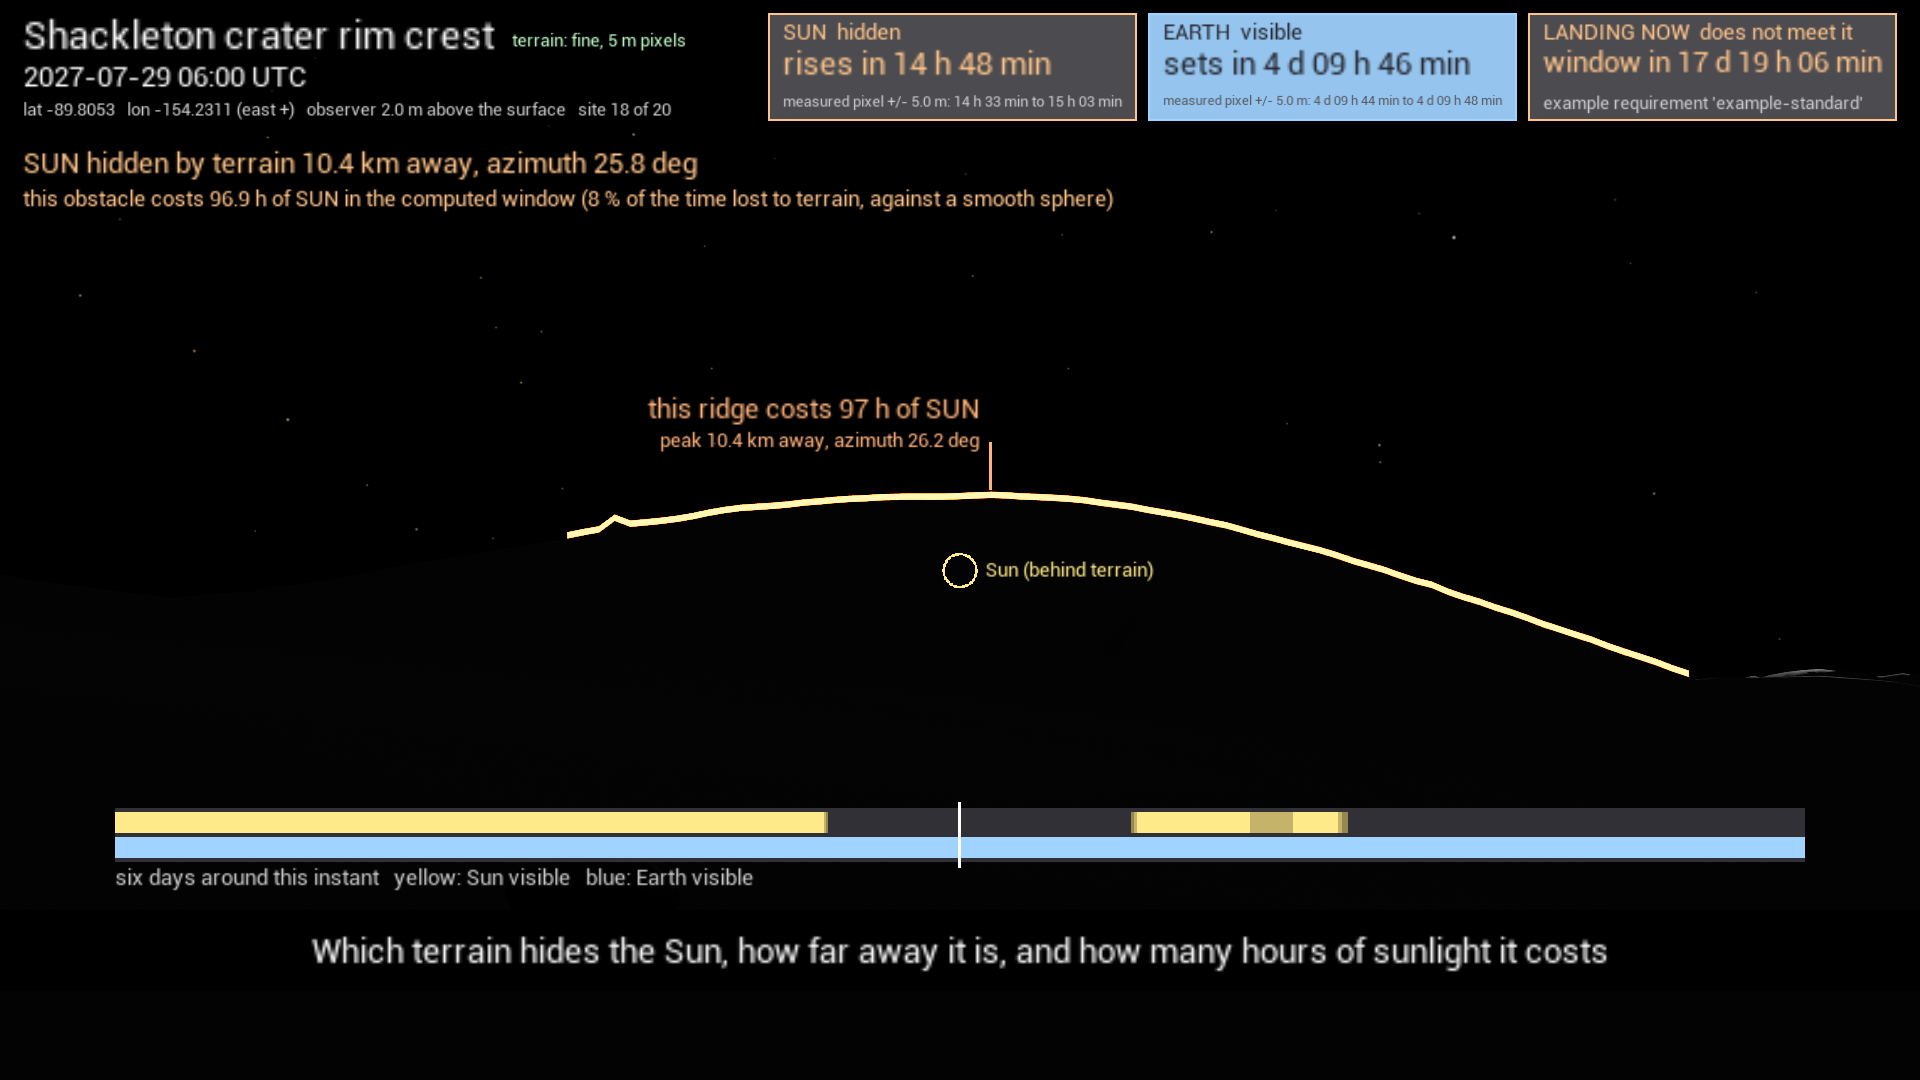 Shackleton crater rim crest terrain: fine, 5 m pixels
2027-07-29 06:00 UTC
lat -89.8053 lon -154.2311 (east +) observer 2.0 m above the surface site 18 of 20
SUN hidden
rises in 14 h 48 min
measured pixel +/- 5.0 m: 14 h 33 min to 15 h 03 min
EARTH visible
sets in 4 d 09 h 46 min
measured pixel +/- 5.0 m: 4 d 09 h 44 min to 4 d 09 h 48 min
LANDING NOW does not meet it
window in 17 d 19 h 06 min
example requirement 'example-standard'
SUN hidden by terrain 10.4 km away, azimuth 25.8 deg
this obstacle costs 96.9 h of SUN in the computed window (8 % of the time lost to terrain, against a smooth sphere)
this ridge costs 97 h of SUN
peak 10.4 km away, azimuth 26.2 deg
Sun (behind terrain)
six days around this instant yellow: Sun visible blue: Earth visible
Which terrain hides the Sun, how far away it is, and how many hours of sunlight it costs